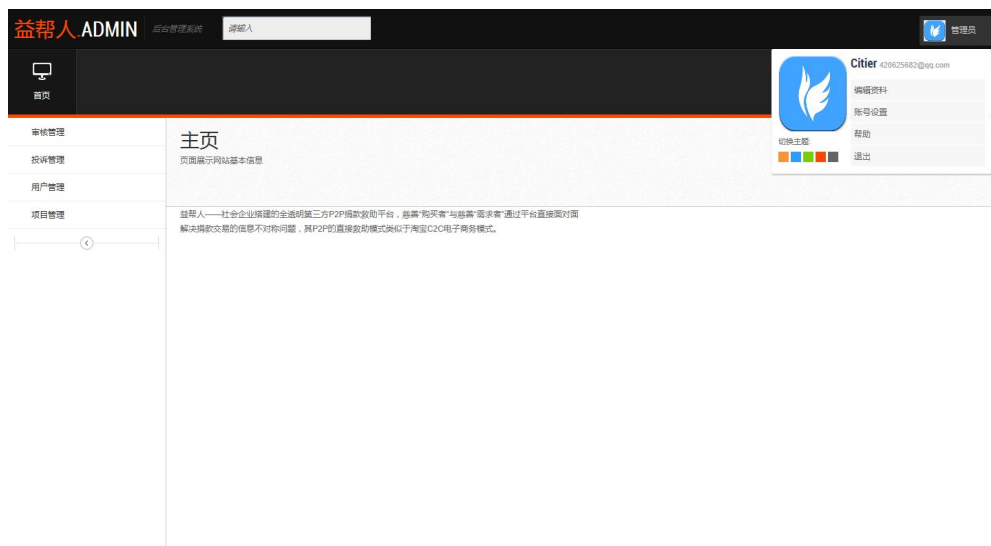 益帮人.ADMIN 后台管理系统 请输入 管理员
首页
Citier 420625682@qq.com
编辑资料
账号设置
帮助
退出
切换主题:
审核管理
投诉管理
用户管理
项目管理
主页
页面展示网站基本信息
益帮人——社会企业搭建的全透明第三方P2P捐款救助平台，慈善“购买者”与慈善“需求者”通过平台直接面对面
解决捐款交易的信息不对称问题，其P2P的直接救助模式类似于淘宝C2C电子商务模式。